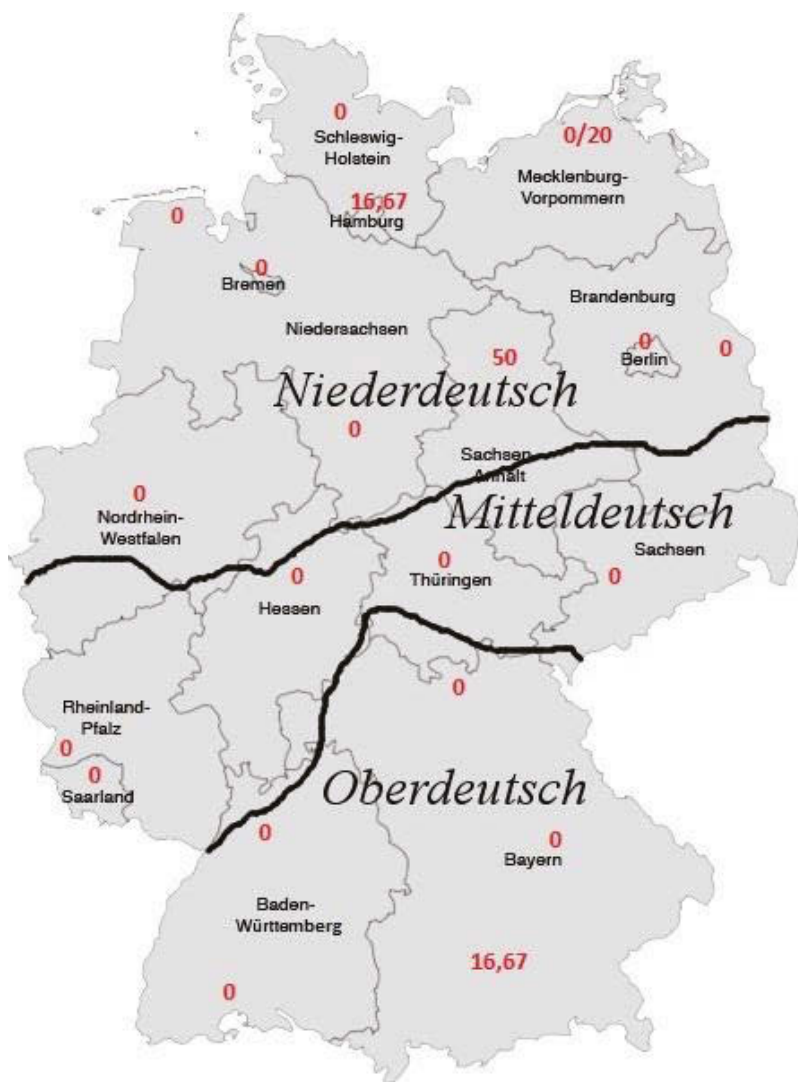 0
Schleswig-
Holstein
0/20
Mecklenburg-
Vorpommern
16,67
Hamburg
0
0
Bremen
Niedersachsen
Brandenburg
0
Berlin
0
50
Niederdeutsch
0
Sachsen
Anhalt
0
Nordrhein-
Westfalen
Mitteldeutsch
0
Hessen
0
Thüringen
Sachsen
0
Rheinland-
Pfalz
0
0
Saarland
0
Oberdeutsch
0
0
Bayern
Baden-
Württemberg
16,67
0